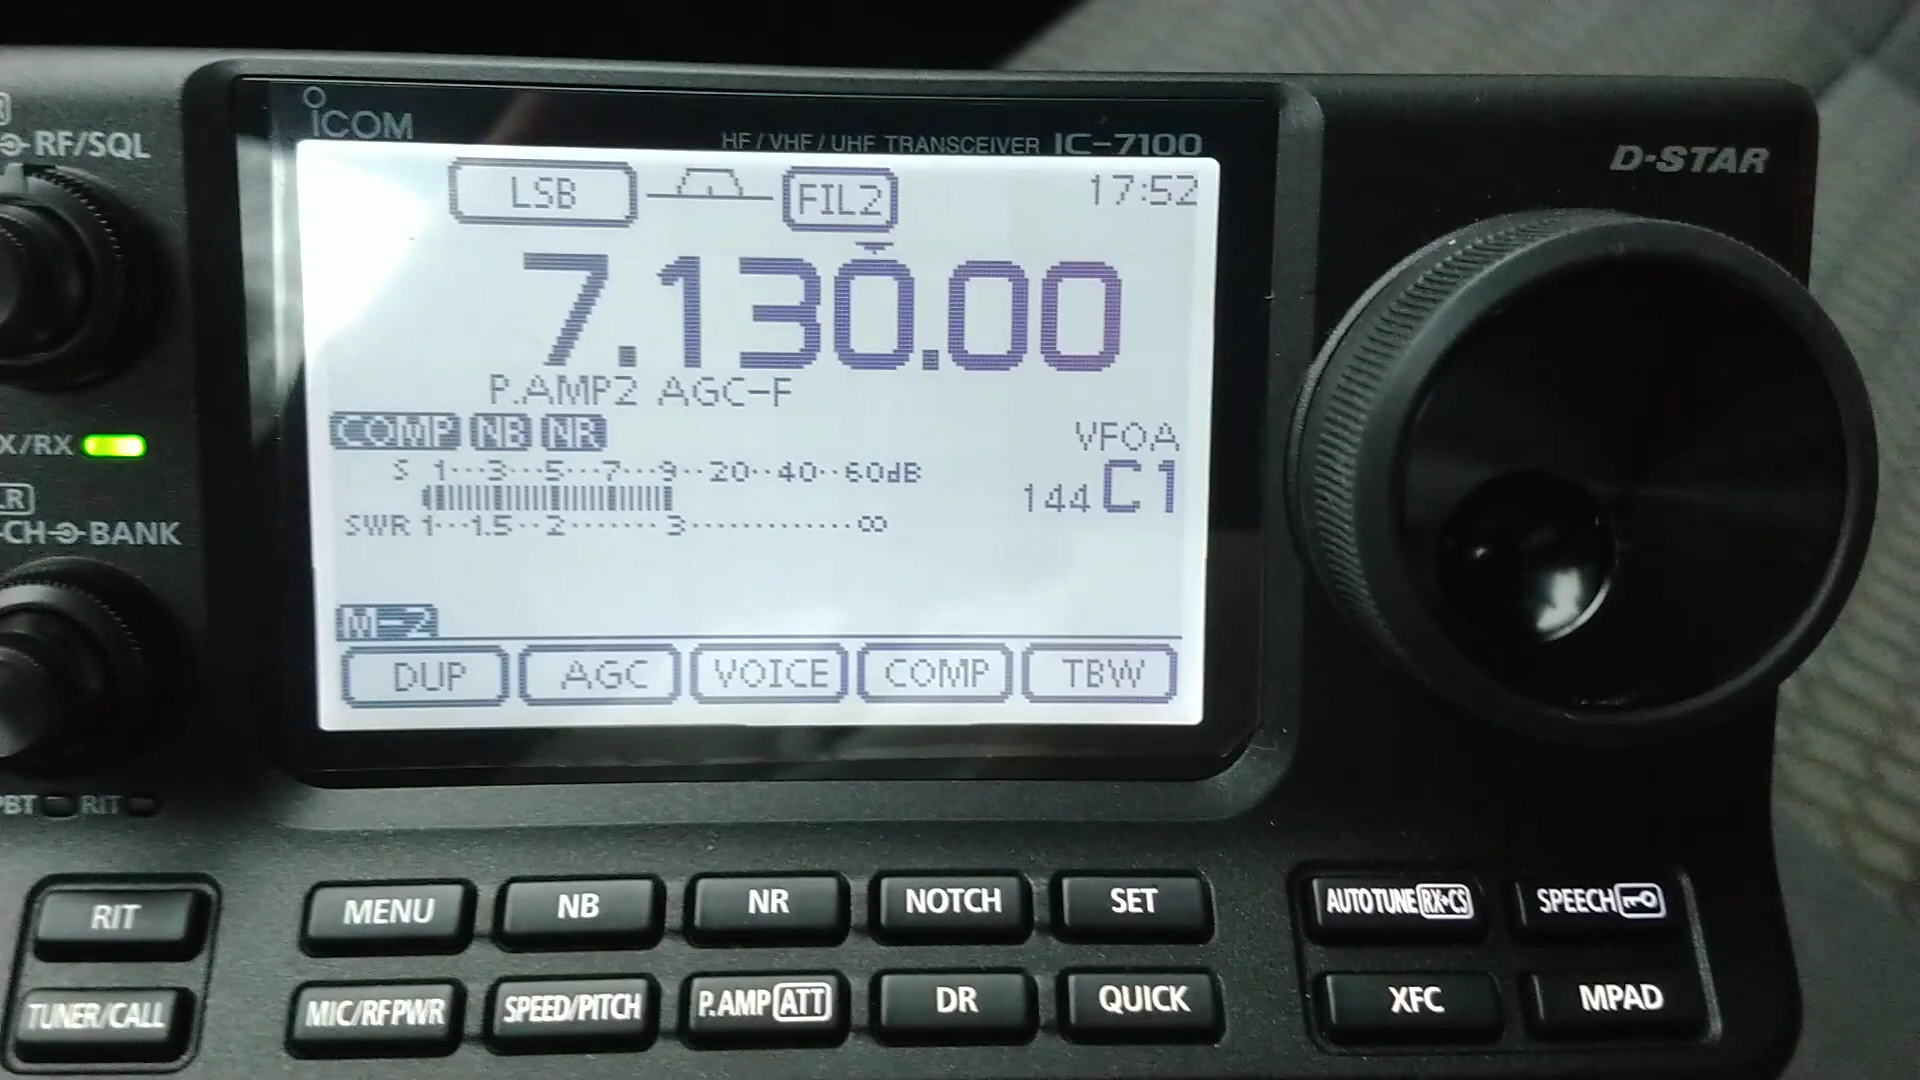 ICOM
HF/VHF/UHF TRANSCEIVER IC-7100
D-STAR
RF/SQL
LSB FIL2 17:52
7.130.00
P.AMP2 AGC-F
COMP NB NR
VFOA
X/RX
S 1···3···5···7···9··20··40··60dB
144 C1
SWR 1···1.5··2·······3············∞
LR
-CH BANK
M-2
DUP AGC VOICE COMP TBW
PBT RIT
RIT MENU NB NR NOTCH SET AUTOTUNE RX▸CS SPEECH
TUNER/CALL MIC/RFPWR SPEED/PITCH P.AMP ATT DR QUICK XFC MPAD